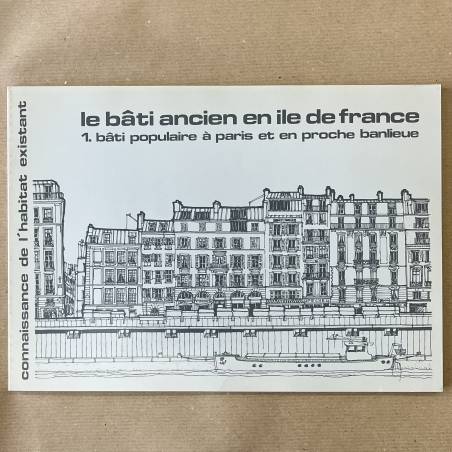 le bâti ancien en ile de france
1. bâti populaire à paris et en proche banlieue
connaissance de l'habitat existant